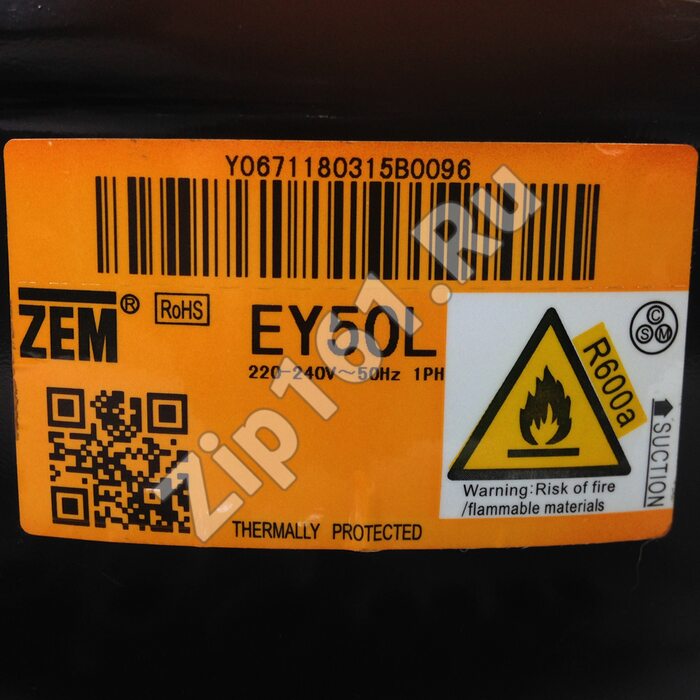 Y0671180315B0096
ZEM®
RoHS
EY50L
220-240V~50Hz 1PH
C
S M
R600a
SUCTION
Warning:Risk of fire
/flammable materials
THERMALLY PROTECTED
Zip161.Ru